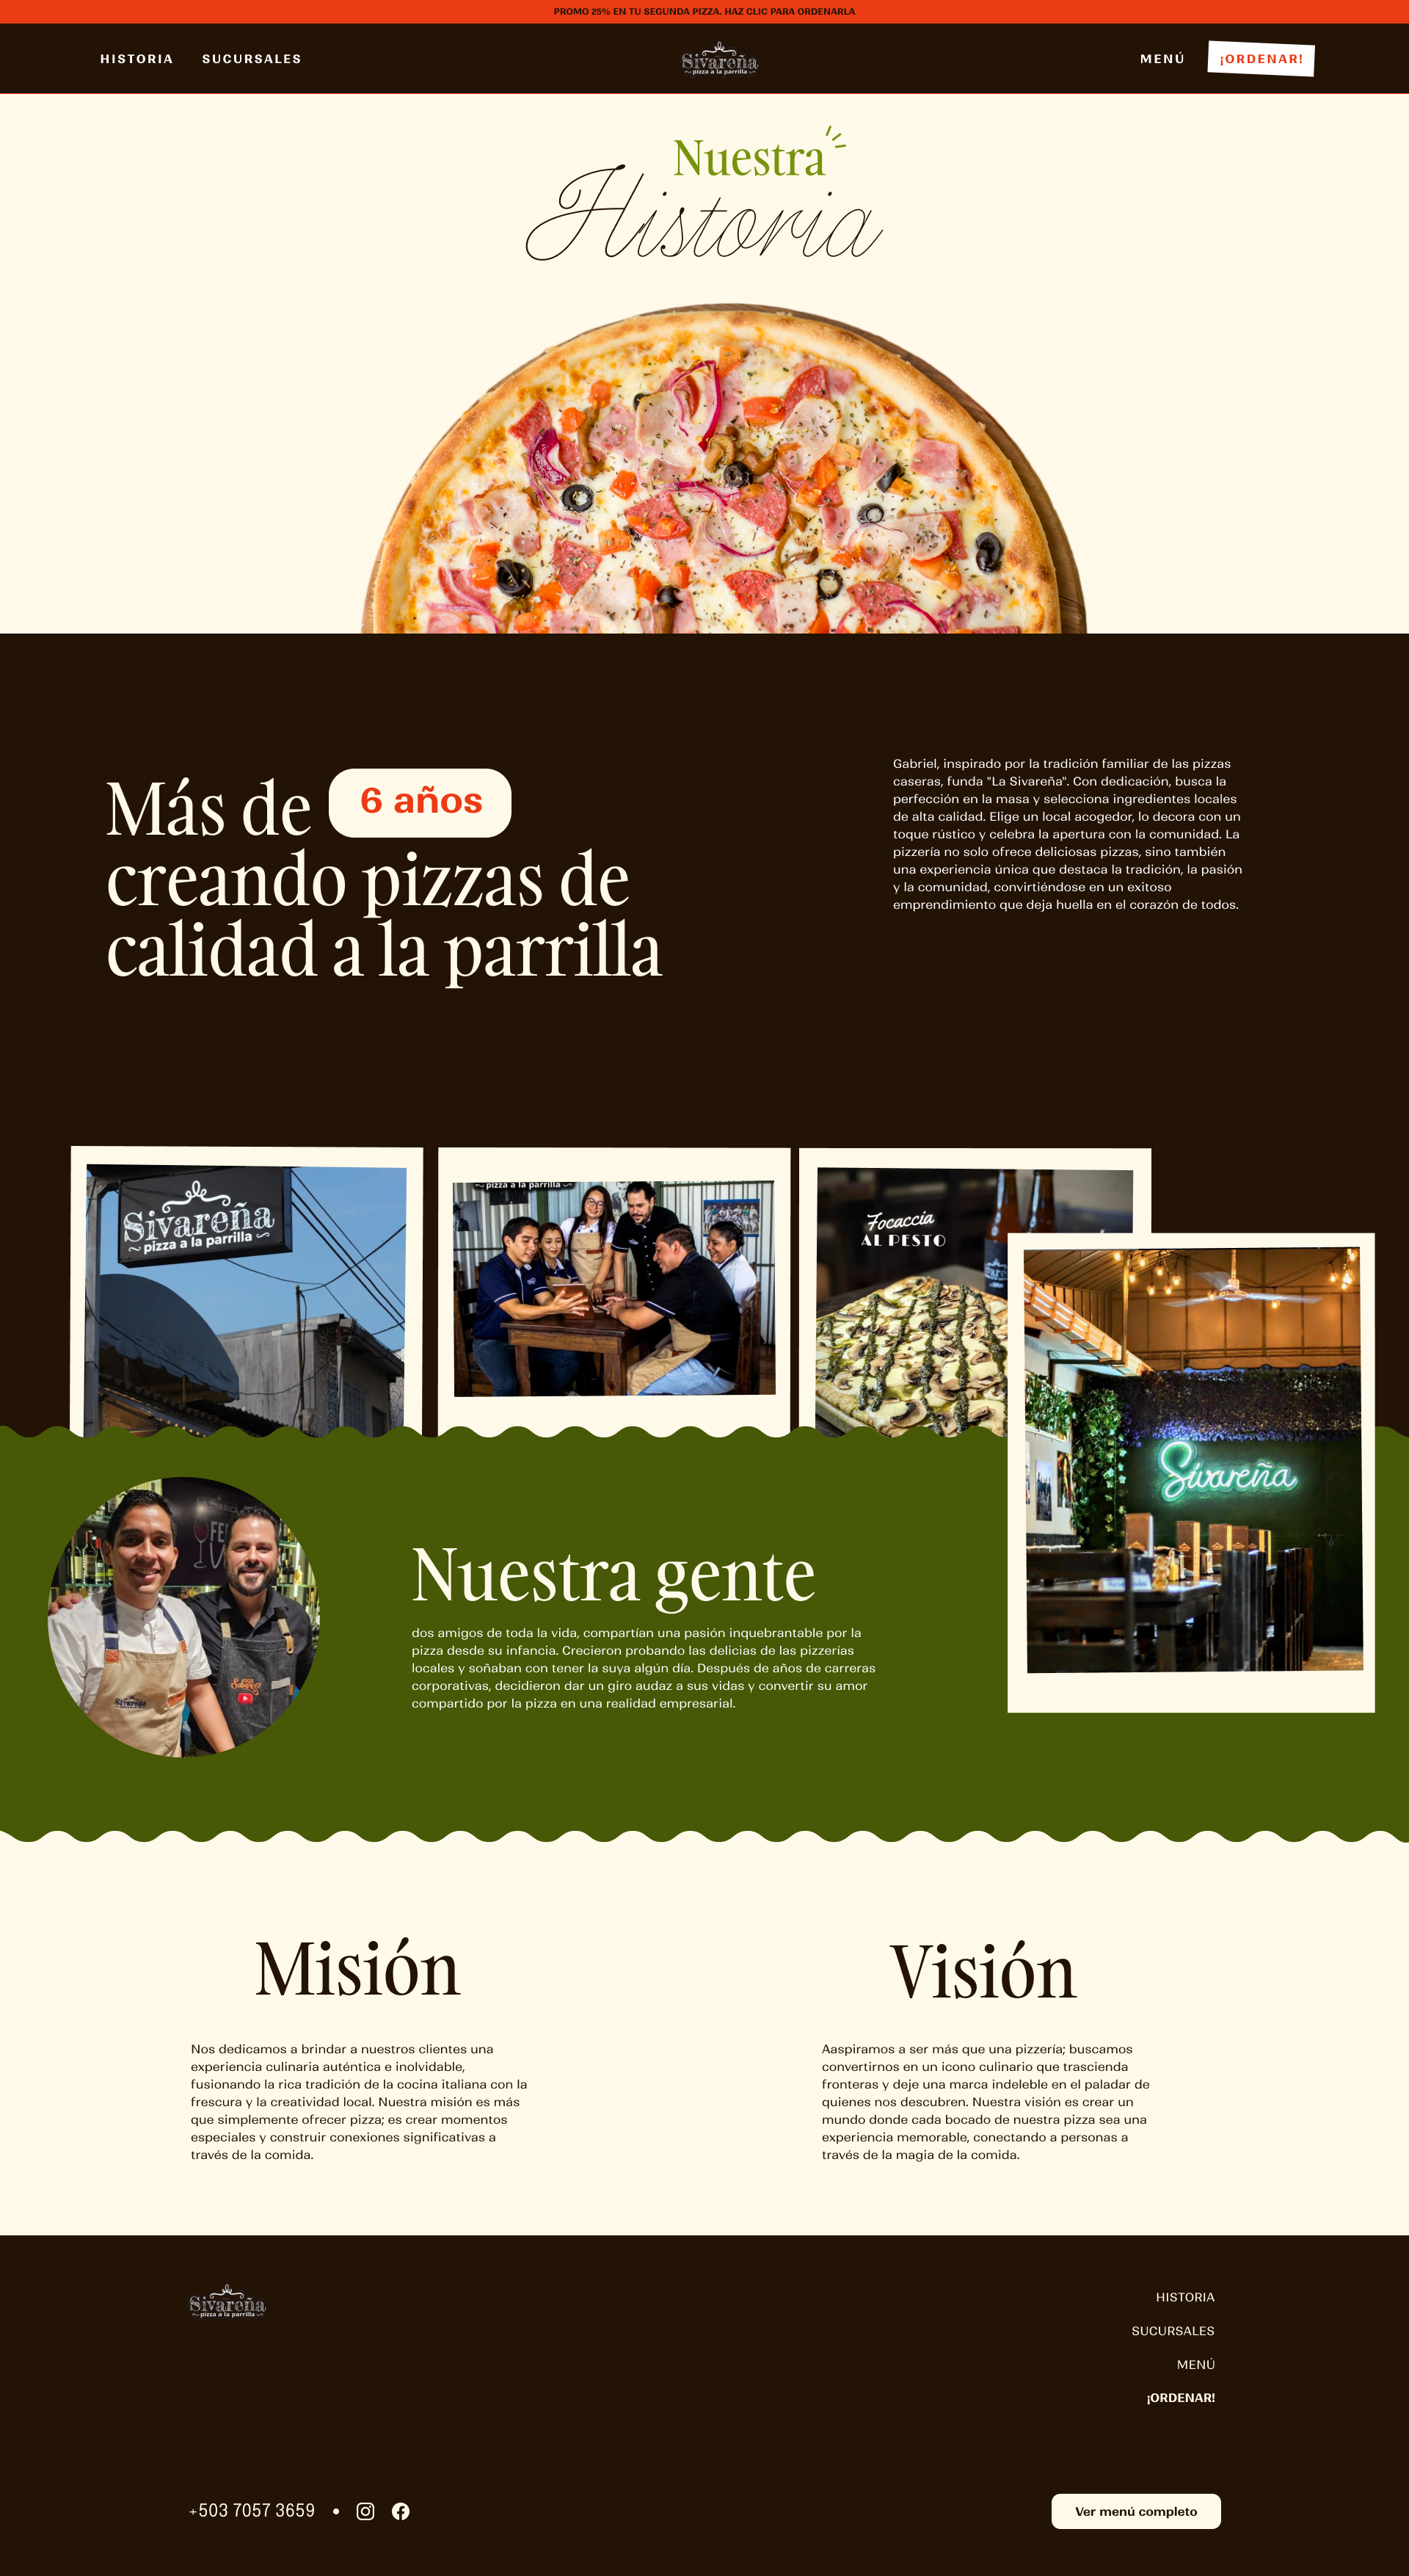 PROMO 25% EN TU SEGUNDA PIZZA. HAZ CLIC PARA ORDENARLA
HISTORIA
SUCURSALES
Sivareña
pizza a la parrilla
MENÚ
¡ORDENAR!
Nuestra
Historia
Más de 6 años
creando pizzas de
calidad a la parrilla
Gabriel, inspirado por la tradición familiar de las pizzas
caseras, funda "La Sivareña". Con dedicación, busca la
perfección en la masa y selecciona ingredientes locales
de alta calidad. Elige un local acogedor, lo decora con un
toque rústico y celebra la apertura con la comunidad. La
pizzería no solo ofrece deliciosas pizzas, sino también
una experiencia única que destaca la tradición, la pasión
y la comunidad, convirtiéndose en un exitoso
emprendimiento que deja huella en el corazón de todos.
Sivareña
pizza a la parrilla
pizza a la parrilla
Focaccia
AL PESTO
Sivareña
Nuestra gente
dos amigos de toda la vida, compartían una pasión inquebrantable por la
pizza desde su infancia. Crecieron probando las delicias de las pizzerías
locales y soñaban con tener la suya algún día. Después de años de carreras
corporativas, decidieron dar un giro audaz a sus vidas y convertir su amor
compartido por la pizza en una realidad empresarial.
Sivareña
Misión
Nos dedicamos a brindar a nuestros clientes una
experiencia culinaria auténtica e inolvidable,
fusionando la rica tradición de la cocina italiana con la
frescura y la creatividad local. Nuestra misión es más
que simplemente ofrecer pizza; es crear momentos
especiales y construir conexiones significativas a
través de la comida.
Visión
Aaspiramos a ser más que una pizzería; buscamos
convertirnos en un icono culinario que trascienda
fronteras y deje una marca indeleble en el paladar de
quienes nos descubren. Nuestra visión es crear un
mundo donde cada bocado de nuestra pizza sea una
experiencia memorable, conectando a personas a
través de la magia de la comida.
Sivareña
pizza a la parrilla
HISTORIA
SUCURSALES
MENÚ
¡ORDENAR!
+503 7057 3659 •
Ver menú completo